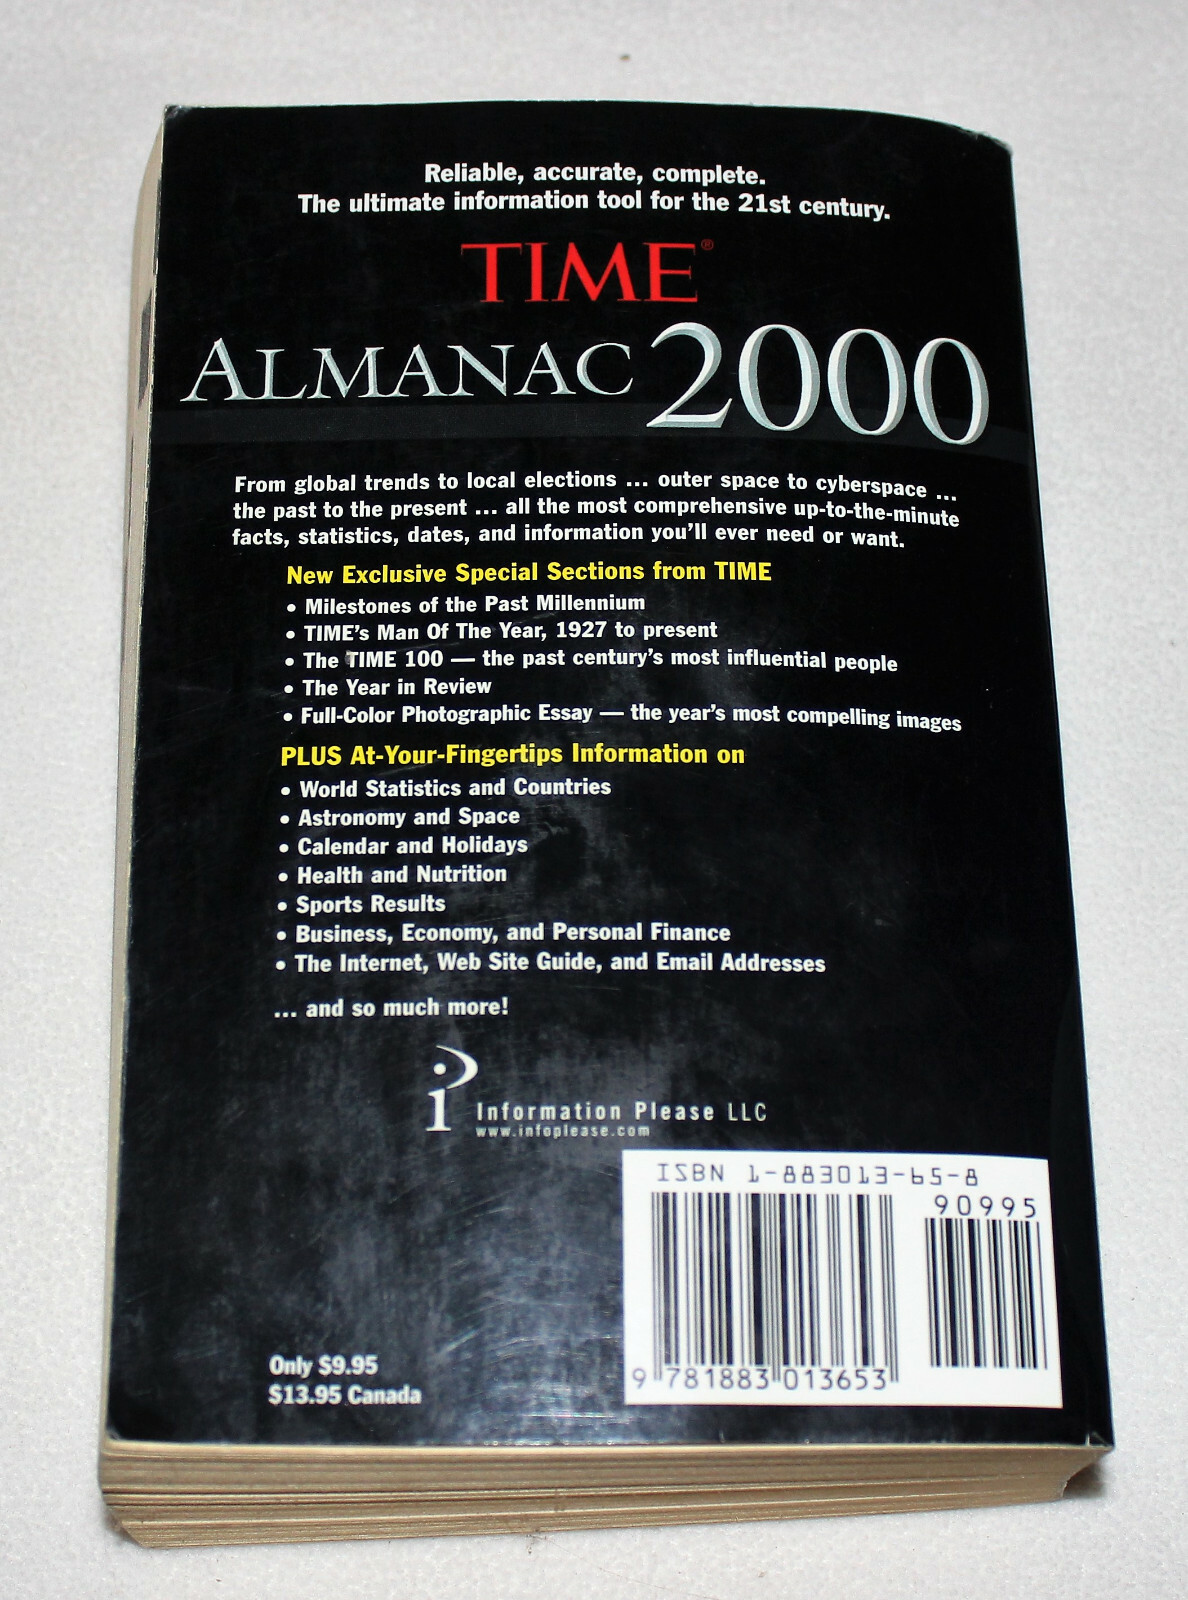 Reliable, accurate, complete.
The ultimate information tool for the 21st century.
TIME®
ALMANAC 2000
From global trends to local elections ... outer space to cyberspace ...
the past to the present ... all the most comprehensive up-to-the-minute
facts, statistics, dates, and information you'll ever need or want.
New Exclusive Special Sections from TIME
• Milestones of the Past Millennium
• TIME's Man Of The Year, 1927 to present
• The TIME 100 — the past century's most influential people
• The Year in Review
• Full-Color Photographic Essay — the year's most compelling images
PLUS At-Your-Fingertips Information on
• World Statistics and Countries
• Astronomy and Space
• Calendar and Holidays
• Health and Nutrition
• Sports Results
• Business, Economy, and Personal Finance
• The Internet, Web Site Guide, and Email Addresses
... and so much more!
Information Please LLC
www.infoplease.com
ISBN 1-883013-65-8
90995
9 781883 013653
Only $9.95
$13.95 Canada